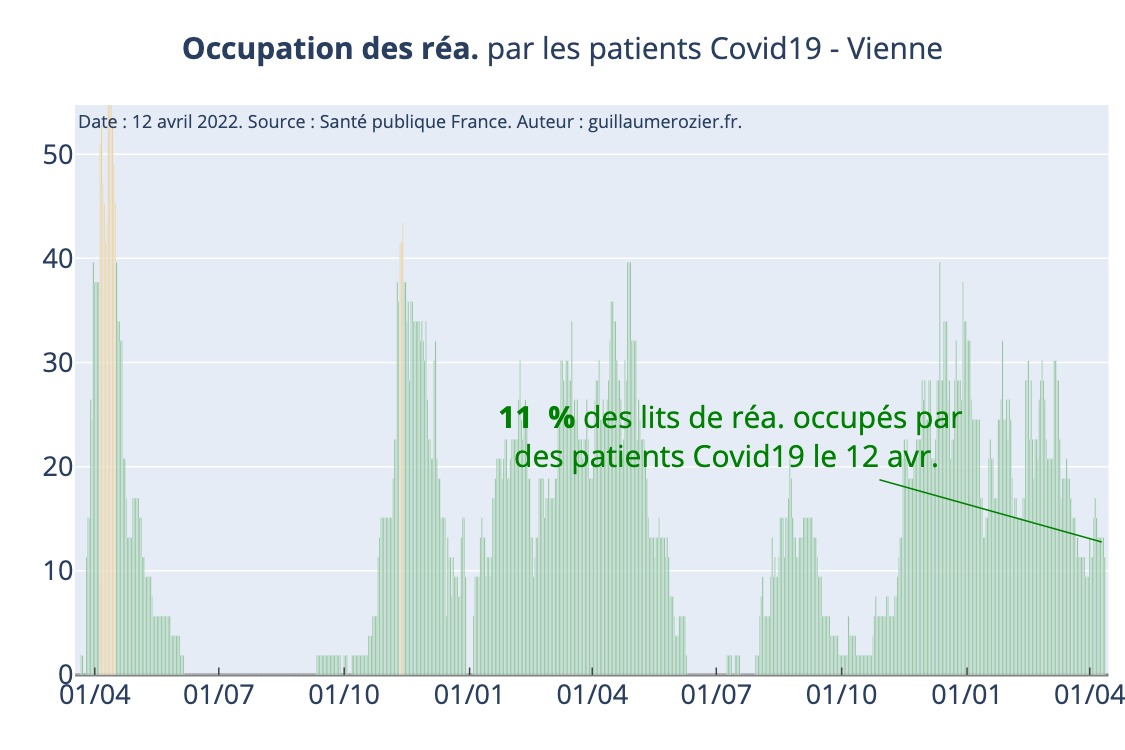 Occupation des réa. par les patients Covid19 - Vienne
Date : 12 avril 2022. Source : Santé publique France. Auteur : guillaumerozier.fr.
50
40
30
20
10
0
11 % des lits de réa. occupés par
des patients Covid19 le 12 avr.
01/04 01/07 01/10 01/01 01/04 01/07 01/10 01/01 01/04